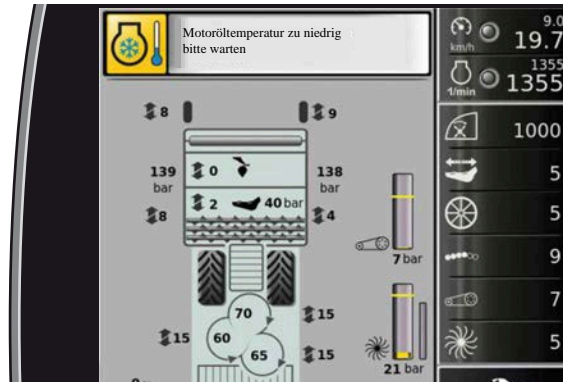 Motoröltemperatur zu niedrig
bitte warten
9.0
km/h 19.7
1355
1/min 1355
1000
5
5
9
7
5
8 9
139 bar
0
138 bar
2 40 bar
8 4
7 bar
70
60
65
15
15
15
21 bar